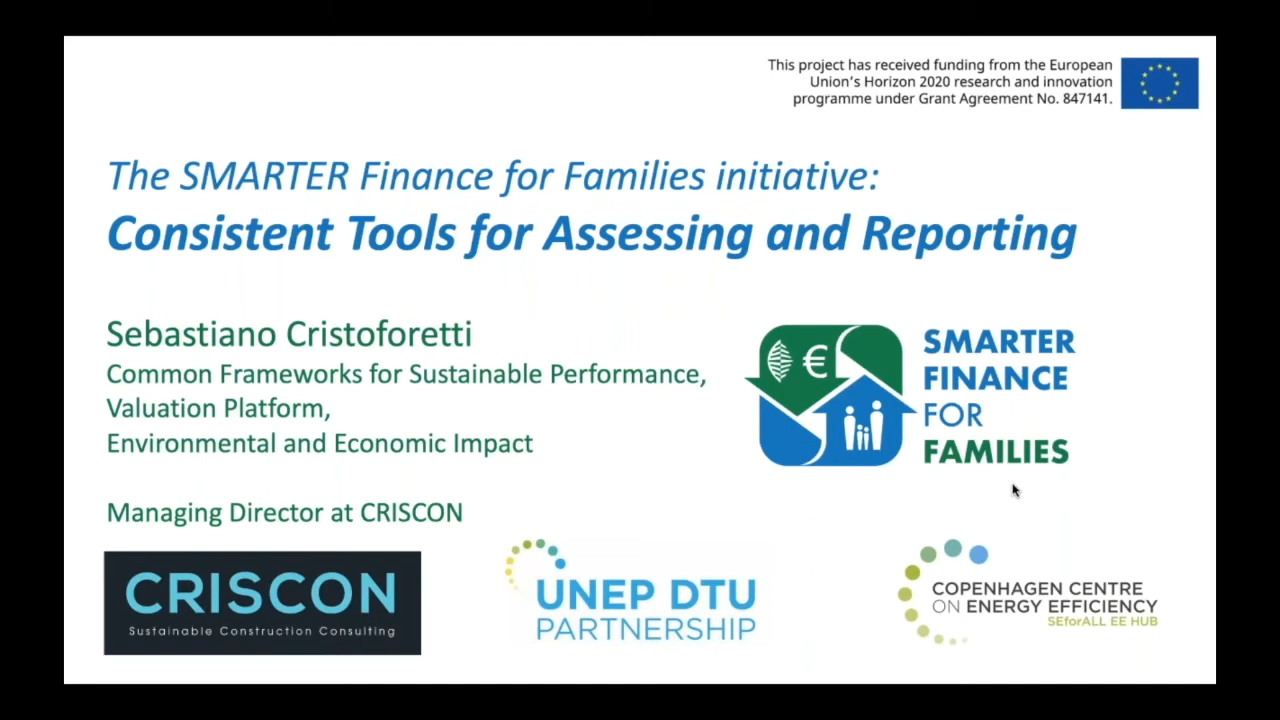 This project has received funding from the European
Union's Horizon 2020 research and innovation
programme under Grant Agreement No. 847141.
The SMARTER Finance for Families initiative:
Consistent Tools for Assessing and Reporting
Sebastiano Cristoforetti
Common Frameworks for Sustainable Performance,
Valuation Platform,
Environmental and Economic Impact
€
SMARTER
FINANCE
FOR
FAMILIES
Managing Director at CRISCON
CRISCON
Sustainable Construction Consulting
UNEP DTU
PARTNERSHIP
COPENHAGEN CENTRE
ON ENERGY EFFICIENCY
SEforALL EE HUB